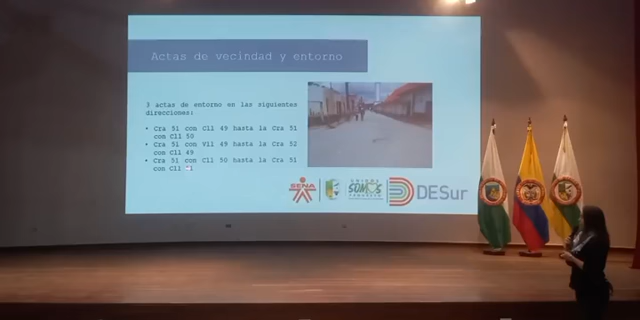 Actas de vecindad y entorno
3 actas de entorno en las siguientes
direcciones:
• Cra 51 con Cll 49 hasta la Cra 51
con Cll 50
• Cra 51 con Vll 49 hasta la Cra 52
con Cll 49
• Cra 51 con Cll 50 hasta la Cra 51
con Cll
SENA
UNIDOS
SOMOS
DESur